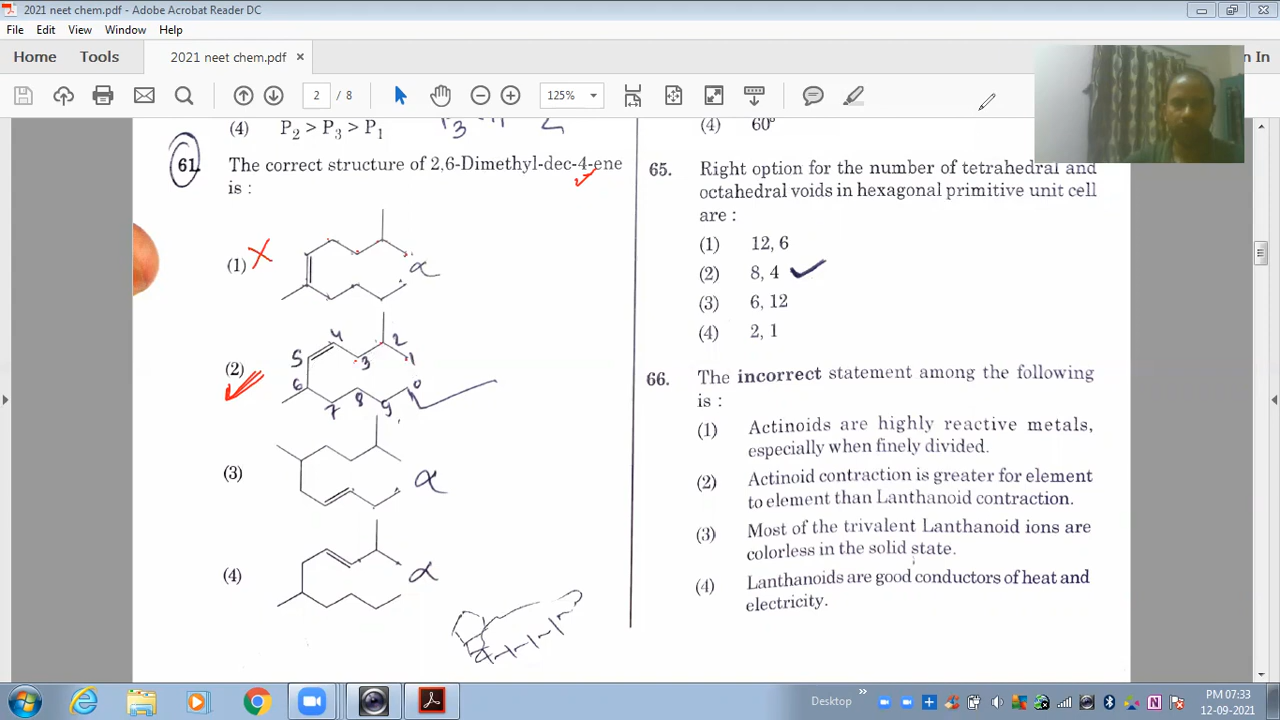 2021 neet chem.pdf - Adobe Acrobat Reader DC
File Edit View Window Help
Home Tools 2021 neet chem.pdf × In In
2 / 8 125%
(4) P₂ > P₃ > P₁
61. The correct structure of 2,6-Dimethyl-dec-4-ene
is :
(1)
(2)
1
2
3
4
5
6
7
8
9
(3)
(4)
(4) 60°
65. Right option for the number of tetrahedral and
octahedral voids in hexagonal primitive unit cell
are :
(1) 12, 6
(2) 8, 4
(3) 6, 12
(4) 2, 1
66. The incorrect statement among the following
is :
(1) Actinoids are highly reactive metals,
especially when finely divided.
(2) Actinoid contraction is greater for element
to element than Lanthanoid contraction.
(3) Most of the trivalent Lanthanoid ions are
colorless in the solid state.
(4) Lanthanoids are good conductors of heat and
electricity.
Desktop » PM 07:33
12-09-2021